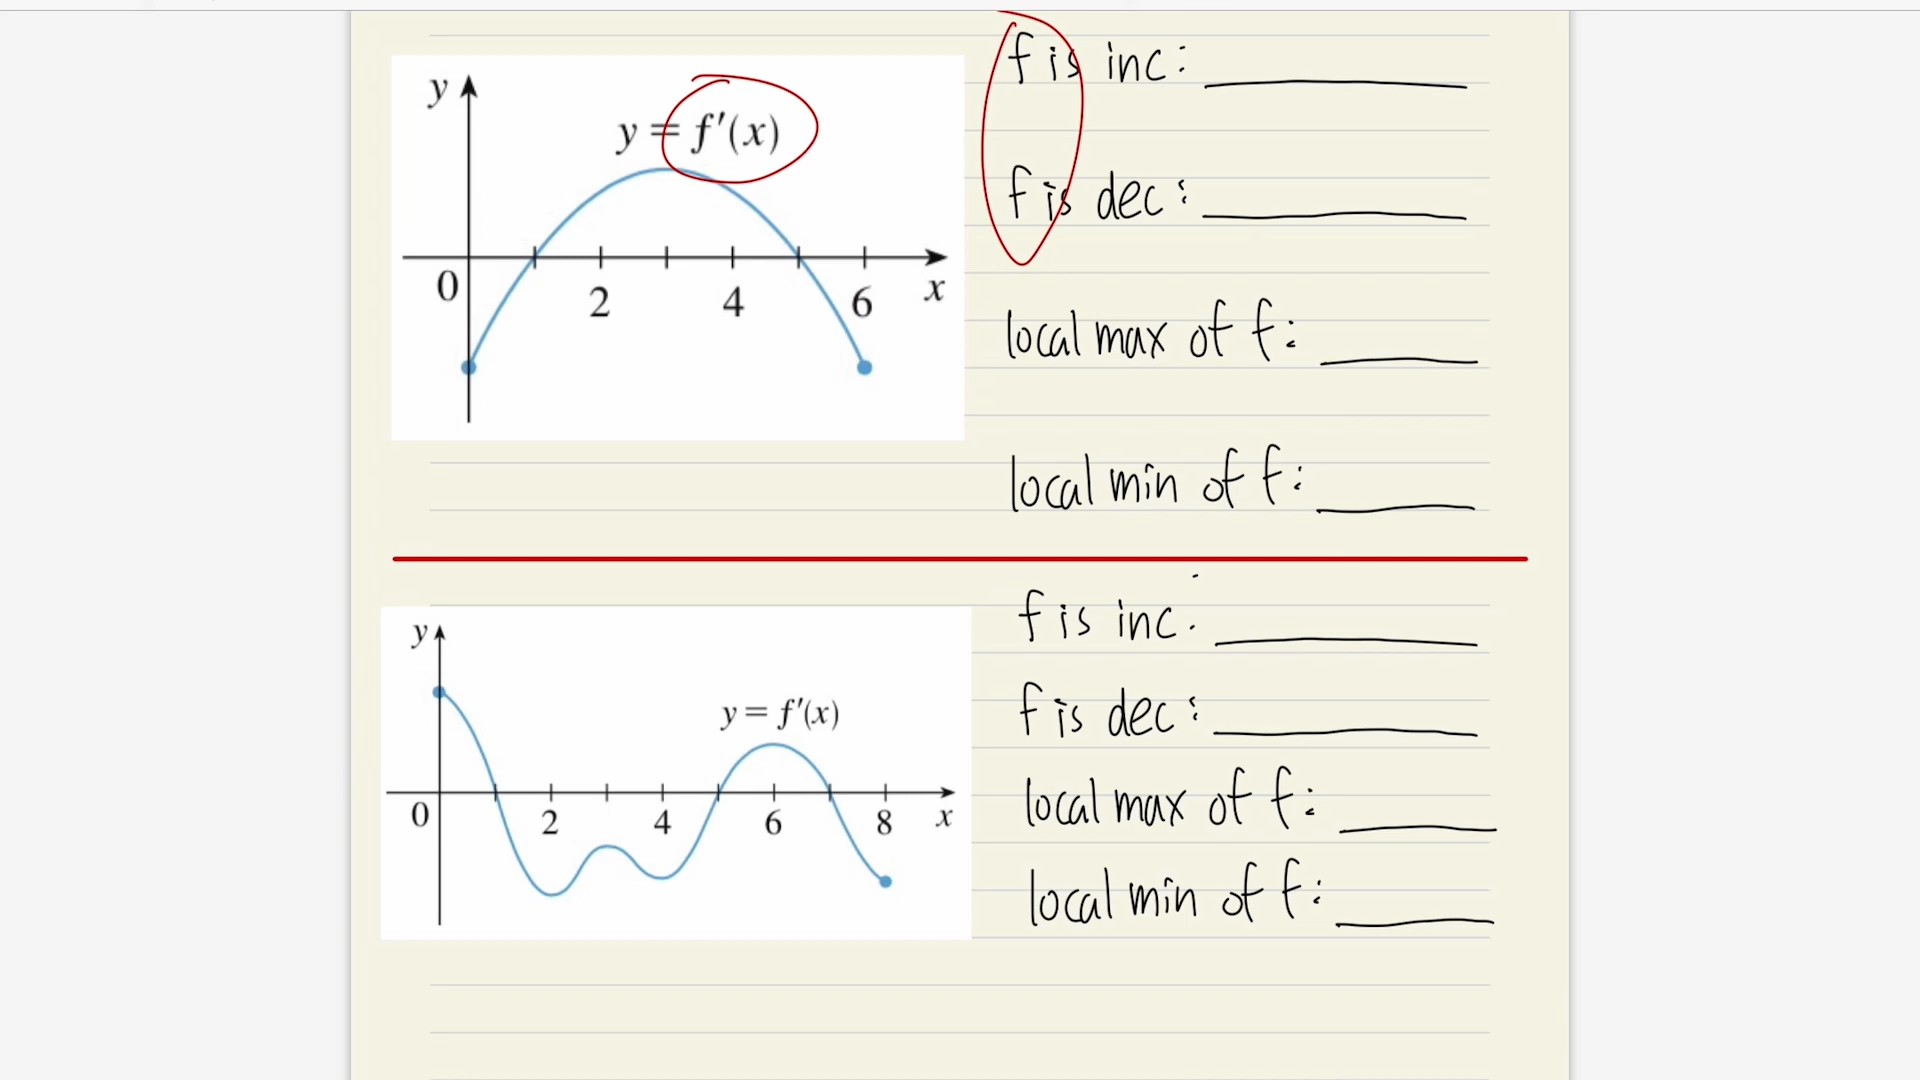 y
y = f'(x)
0
2
4
6
x
f is inc:
f is dec:
local max of f:
local min of f:
y
y = f'(x)
0
2
4
6
8
x
f is inc:
f is dec:
local max of f:
local min of f: